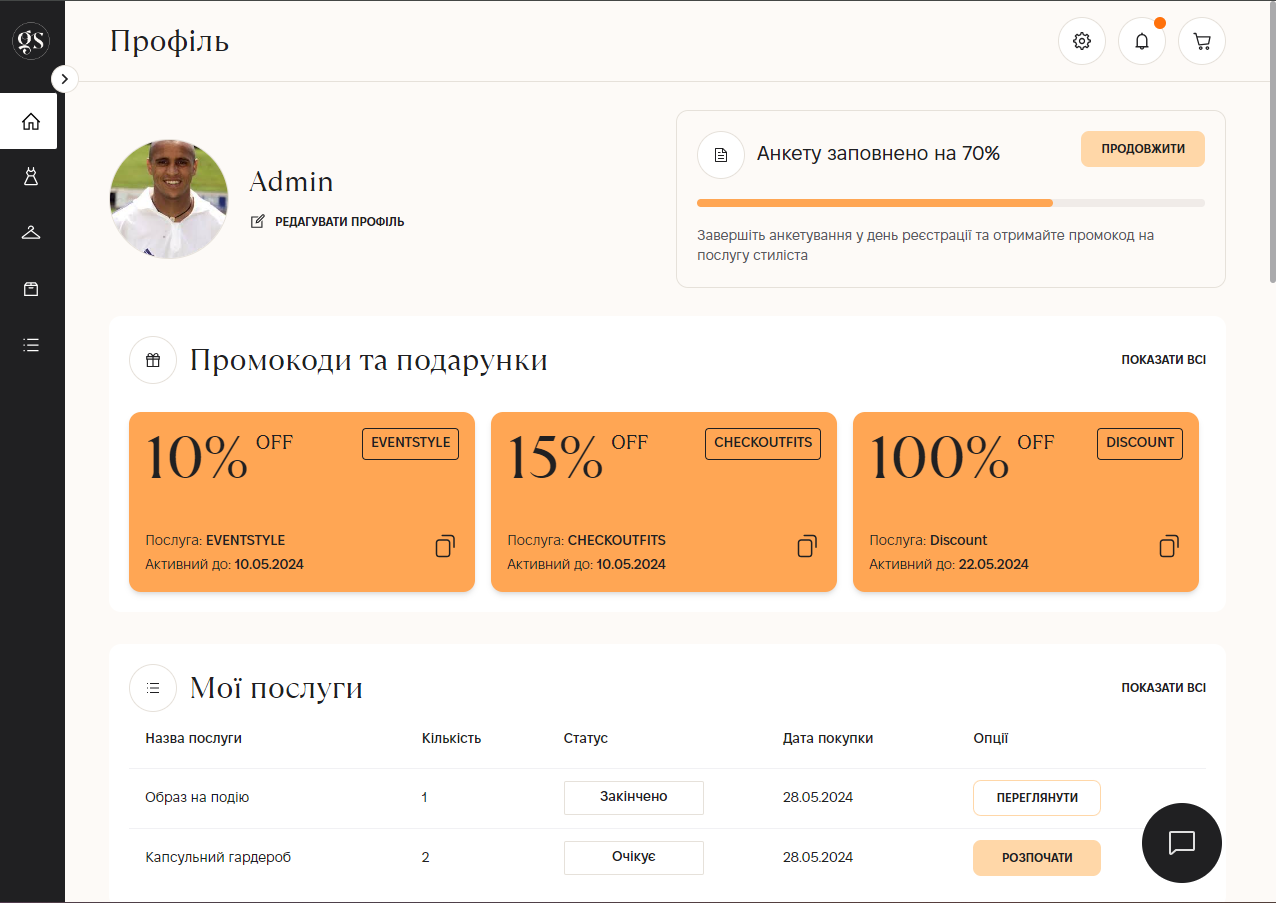 gs
Профіль
Admin
РЕДАГУВАТИ ПРОФІЛЬ
Анкету заповнено на 70%
ПРОДОВЖИТИ
Завершіть анкетування у день реєстрації та отримайте промокод на
послугу стиліста
Промокоди та подарунки
ПОКАЗАТИ ВСІ
10% OFF
EVENTSTYLE
Послуга: EVENTSTYLE
Активний до: 10.05.2024
15% OFF
CHECKOUTFITS
Послуга: CHECKOUTFITS
Активний до: 10.05.2024
100% OFF
DISCOUNT
Послуга: Discount
Активний до: 22.05.2024
Мої послуги
ПОКАЗАТИ ВСІ
Назва послуги Кількість Статус Дата покупки Опції
Образ на подію 1 Закінчено 28.05.2024 ПЕРЕГЛЯНУТИ
Капсульний гардероб 2 Очікує 28.05.2024 РОЗПОЧАТИ